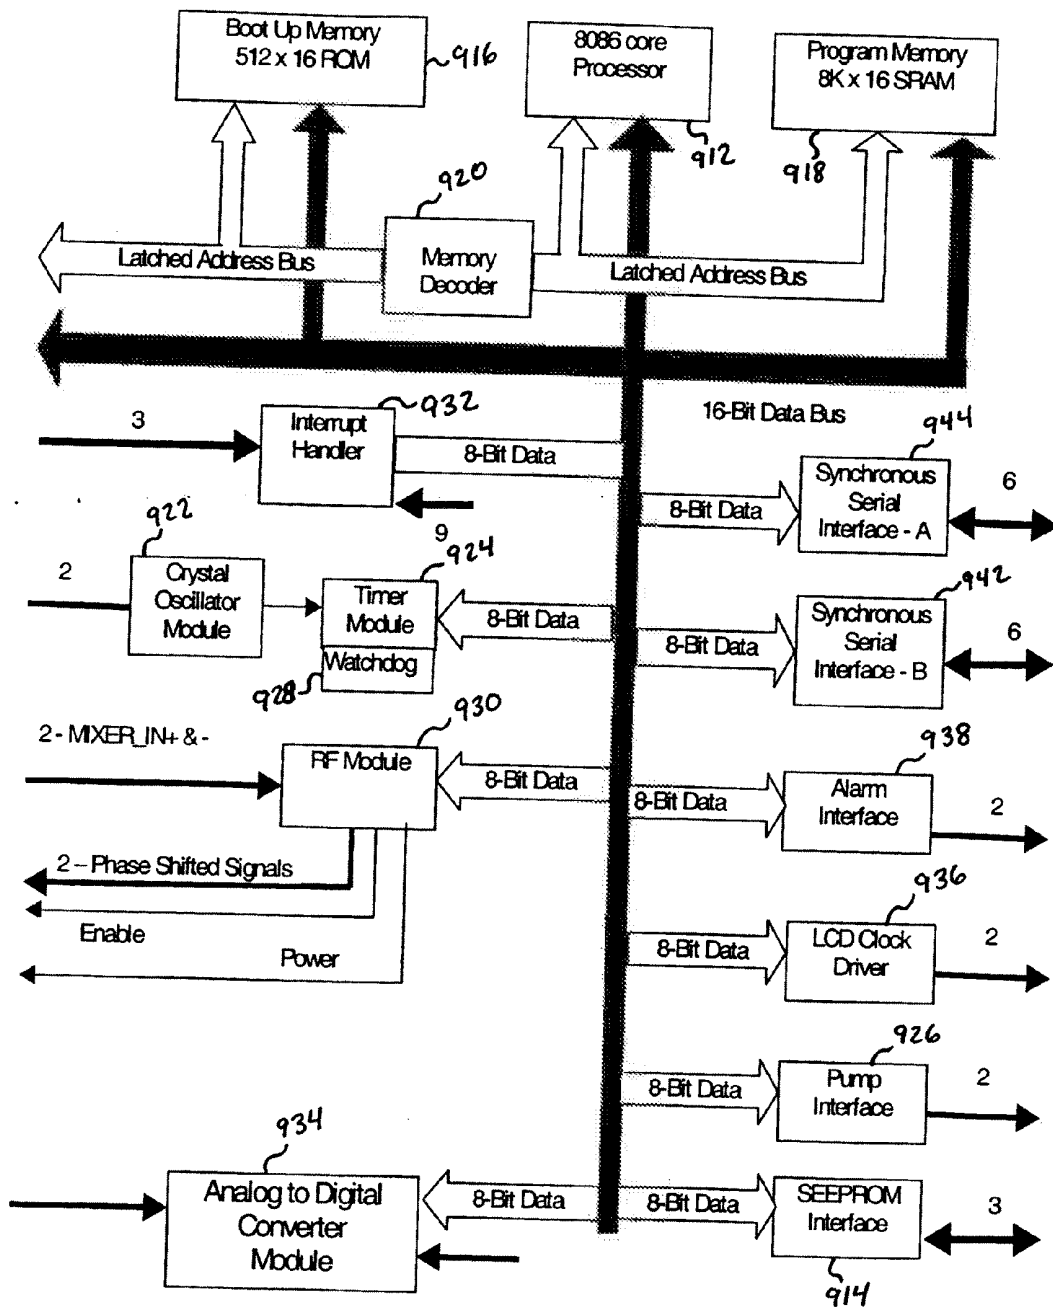 Boot Up Memory
512 x 16 ROM
916
8086 core
Processor
912
Program Memory
8K x 16 SRAM
918
920
Memory
Decoder
Latched Address Bus
Latched Address Bus
16-Bit Data Bus
3
932
Interrupt
Handler
8-Bit Data
9
944
Synchronous
Serial
Interface - A
8-Bit Data
6
922
2
Crystal
Oscillator
Module
924
Timer
Module
Watchdog
928
8-Bit Data
942
Synchronous
Serial
Interface - B
8-Bit Data
6
2 - MIXER_IN+ & -
930
RF Module
8-Bit Data
938
Alarm
Interface
8-Bit Data
2
2 – Phase Shifted Signals
Enable
Power
936
LCD Clock
Driver
8-Bit Data
2
926
Pump
Interface
8-Bit Data
2
934
Analog to Digital
Converter
Module
8-Bit Data
8-Bit Data
SEEPROM
Interface
3
914